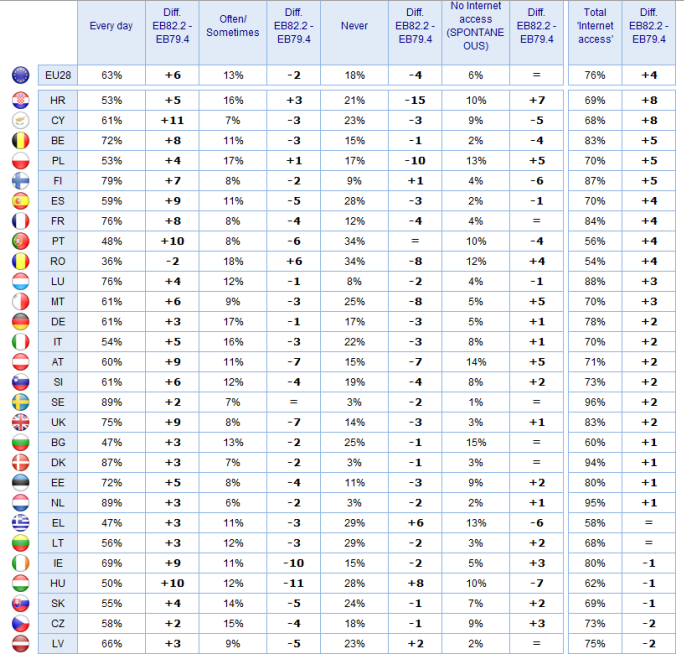 Every day Diff. EB82.2 - EB79.4 Often/ Sometimes Diff. EB82.2 - EB79.4 Never Diff. EB82.2 - EB79.4 No Internet access (SPONTANEOUS) Diff. EB82.2 - EB79.4 Total 'Internet access' Diff. EB82.2 - EB79.4
EU28 63% +6 13% -2 18% -4 6% = 76% +4
HR 53% +5 16% +3 21% -15 10% +7 69% +8
CY 61% +11 7% -3 23% -3 9% -5 68% +8
BE 72% +8 11% -3 15% -1 2% -4 83% +5
PL 53% +4 17% +1 17% -10 13% +5 70% +5
FI 79% +7 8% -2 9% +1 4% -6 87% +5
ES 59% +9 11% -5 28% -3 2% -1 70% +4
FR 76% +8 8% -4 12% -4 4% = 84% +4
PT 48% +10 8% -6 34% = 10% -4 56% +4
RO 36% -2 18% +6 34% -8 12% +4 54% +4
LU 76% +4 12% -1 8% -2 4% -1 88% +3
MT 61% +6 9% -3 25% -8 5% +5 70% +3
DE 61% +3 17% -1 17% -3 5% +1 78% +2
IT 54% +5 16% -3 22% -3 8% +1 70% +2
AT 60% +9 11% -7 15% -7 14% +5 71% +2
SI 61% +6 12% -4 19% -4 8% +2 73% +2
SE 89% +2 7% = 3% -2 1% = 96% +2
UK 75% +9 8% -7 14% -3 3% +1 83% +2
BG 47% +3 13% -2 25% -1 15% = 60% +1
DK 87% +3 7% -2 3% -1 3% = 94% +1
EE 72% +5 8% -4 11% -3 9% +2 80% +1
NL 89% +3 6% -2 3% -2 2% +1 95% +1
EL 47% +3 11% -3 29% +6 13% -6 58% =
LT 56% +3 12% -3 29% -2 3% +2 68% =
IE 69% +9 11% -10 15% -2 5% +3 80% -1
HU 50% +10 12% -11 28% +8 10% -7 62% -1
SK 55% +4 14% -5 24% -1 7% +2 69% -1
CZ 58% +2 15% -4 18% -1 9% +3 73% -2
LV 66% +3 9% -5 23% +2 2% = 75% -2